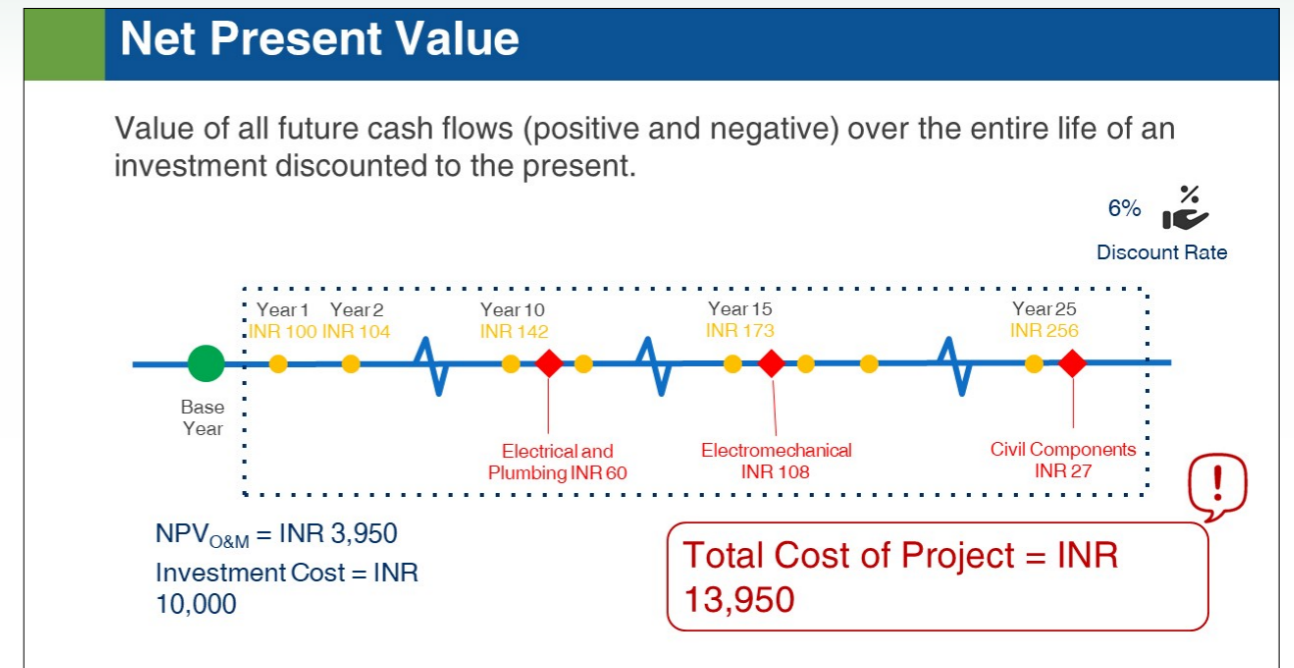 Net Present Value
Value of all future cash flows (positive and negative) over the entire life of an
investment discounted to the present.
%
6%
Discount Rate
Year 1 Year 2 Year 10 Year 15 Year 25
INR 100 INR 104 INR 142 INR 173 INR 256
Base
Year
Electrical and
Plumbing INR 60
Electromechanical
INR 108
Civil Components
INR 27
!
NPVO&M = INR 3,950
Investment Cost = INR
10,000
Total Cost of Project = INR
13,950